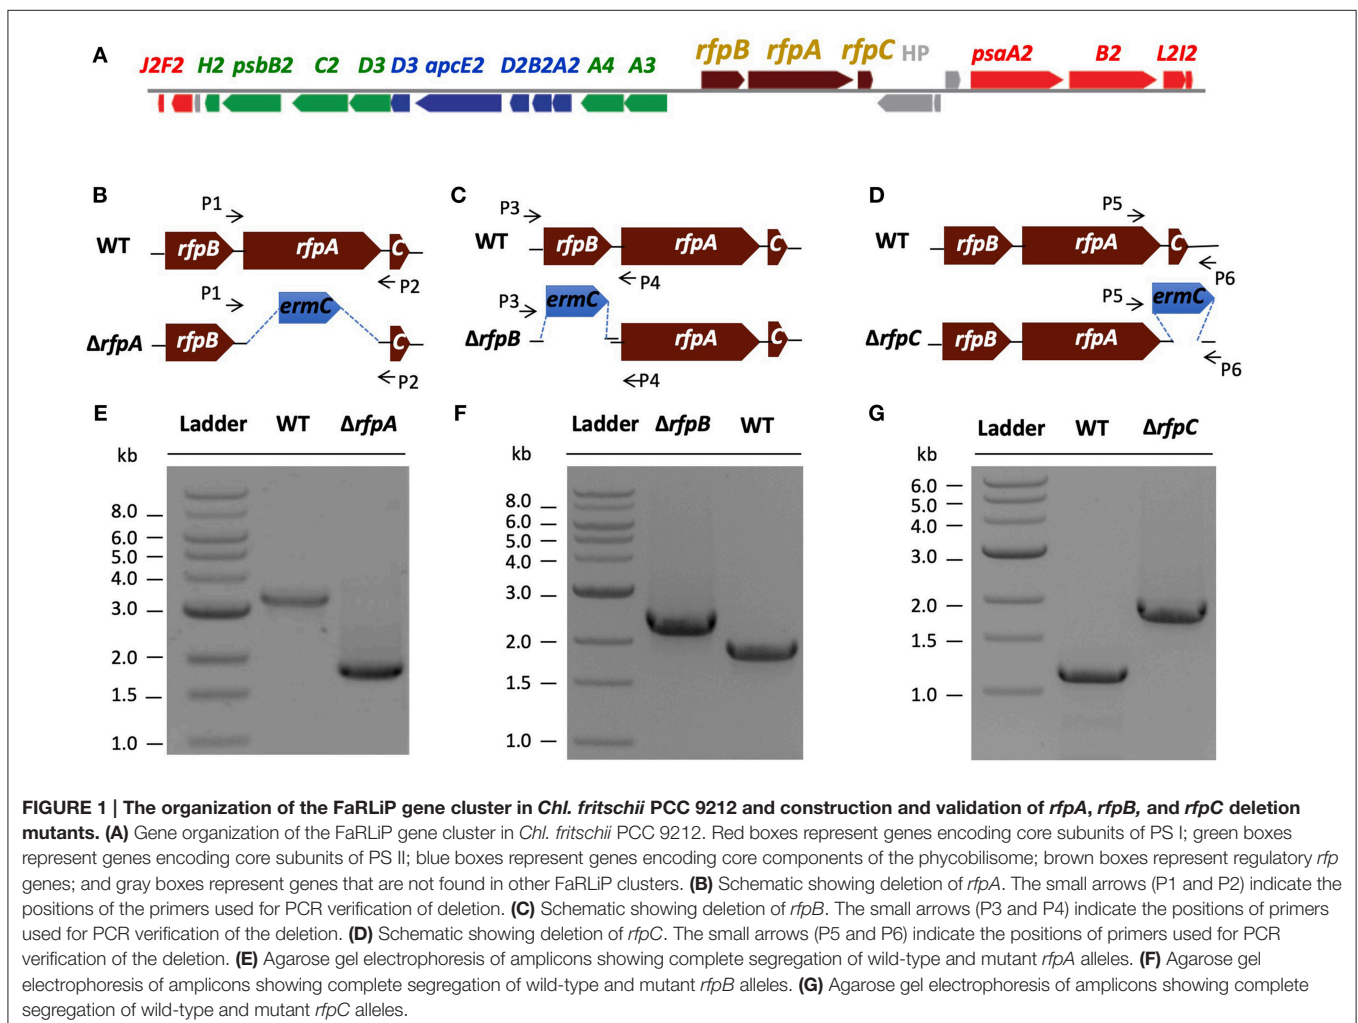 A
rfpB rfpA rfpC HP psaA2 B2 L2I2
J2F2 H2 psbB2 C2 D3 D3 apcE2 D2B2A2 A4 A3
B
P1
WT rfpB rfpA C
P2
P1
ermC
ΔrfpA rfpB C
P2
C
P3
WT rfpB rfpA C
P4
P3
ermC
ΔrfpB rfpA C
P4
D
P5
WT rfpB rfpA C
P6
P5
ermC
ΔrfpC rfpB rfpA
P6
E
Ladder WT ΔrfpA
kb
8.0
6.0
5.0
4.0
3.0
2.0
1.5
1.0
F
Ladder ΔrfpB WT
kb
8.0
6.0
5.0
4.0
3.0
2.0
1.5
1.0
G
Ladder WT ΔrfpC
kb
6.0
5.0
4.0
3.0
2.0
1.5
1.0
FIGURE 1 | The organization of the FaRLiP gene cluster in Chl. fritschii PCC 9212 and construction and validation of rfpA, rfpB, and rfpC deletion
mutants. (A) Gene organization of the FaRLiP gene cluster in Chl. fritschii PCC 9212. Red boxes represent genes encoding core subunits of PS I; green boxes
represent genes encoding core subunits of PS II; blue boxes represent genes encoding core components of the phycobilisome; brown boxes represent regulatory rfp
genes; and gray boxes represent genes that are not found in other FaRLiP clusters. (B) Schematic showing deletion of rfpA. The small arrows (P1 and P2) indicate the
positions of the primers used for PCR verification of deletion. (C) Schematic showing deletion of rfpB. The small arrows (P3 and P4) indicate the positions of primers
used for PCR verification of the deletion. (D) Schematic showing deletion of rfpC. The small arrows (P5 and P6) indicate the positions of primers used for PCR
verification of the deletion. (E) Agarose gel electrophoresis of amplicons showing complete segregation of wild-type and mutant rfpA alleles. (F) Agarose gel
electrophoresis of amplicons showing complete segregation of wild-type and mutant rfpB alleles. (G) Agarose gel electrophoresis of amplicons showing complete
segregation of wild-type and mutant rfpC alleles.